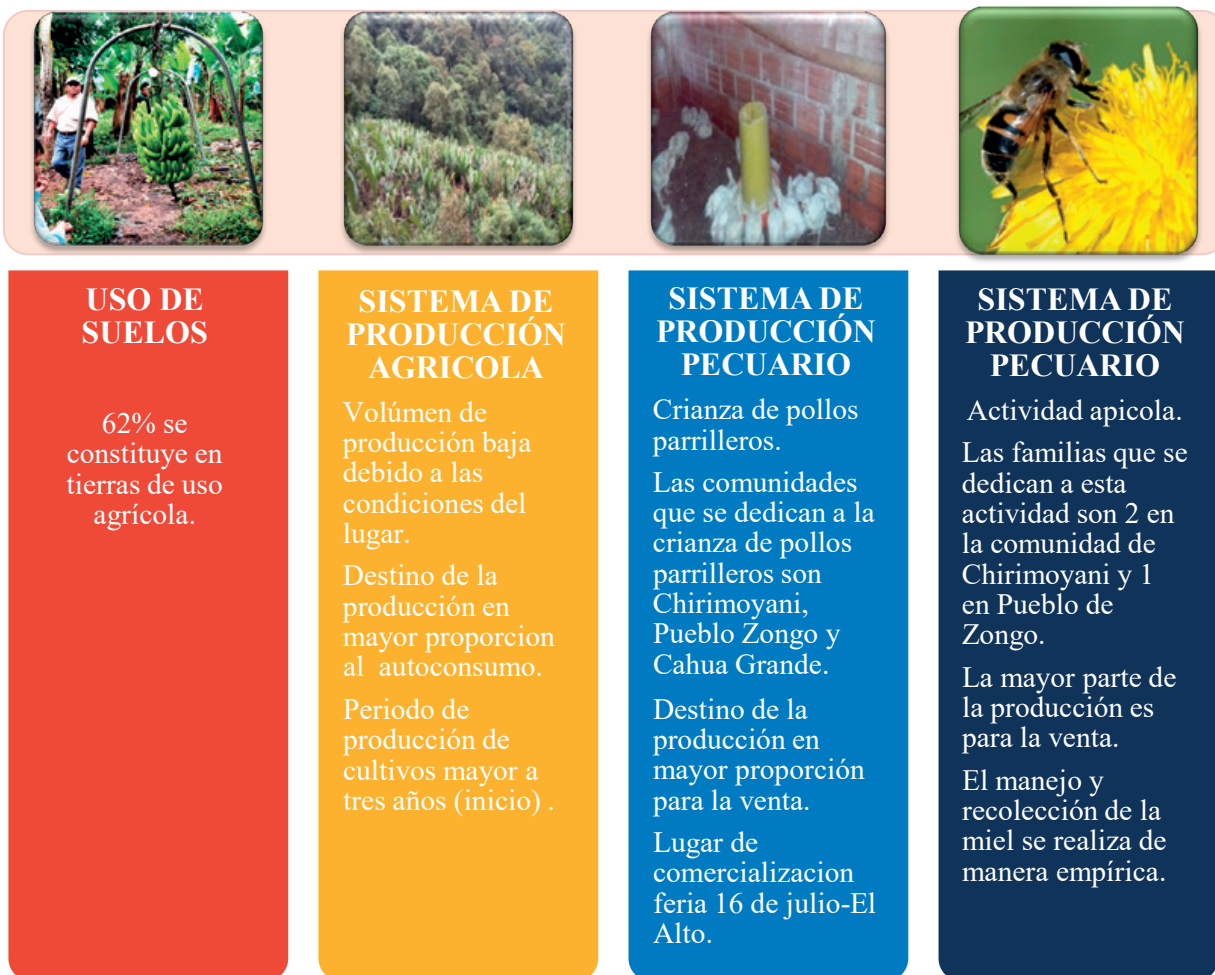 USO DE
SUELOS
62% se
constituye en
tierras de uso
agrícola.
SISTEMA DE
PRODUCCIÓN
AGRICOLA
Volúmen de
producción baja
debido a las
condiciones del
lugar.
Destino de la
producción en
mayor proporcion
al autoconsumo.
Periodo de
producción de
cultivos mayor a
tres años (inicio) .
SISTEMA DE
PRODUCCIÓN
PECUARIO
Crianza de pollos
parrilleros.
Las comunidades
que se dedican a la
crianza de pollos
parrilleros son
Chirimoyani,
Pueblo Zongo y
Cahua Grande.
Destino de la
producción en
mayor proporción
para la venta.
Lugar de
comercializacion
feria 16 de julio-El
Alto.
SISTEMA DE
PRODUCCIÓN
PECUARIO
Actividad apicola.
Las familias que se
dedican a esta
actividad son 2 en
la comunidad de
Chirimoyani y 1
en Pueblo de
Zongo.
La mayor parte de
la producción es
para la venta.
El manejo y
recolección de la
miel se realiza de
manera empírica.